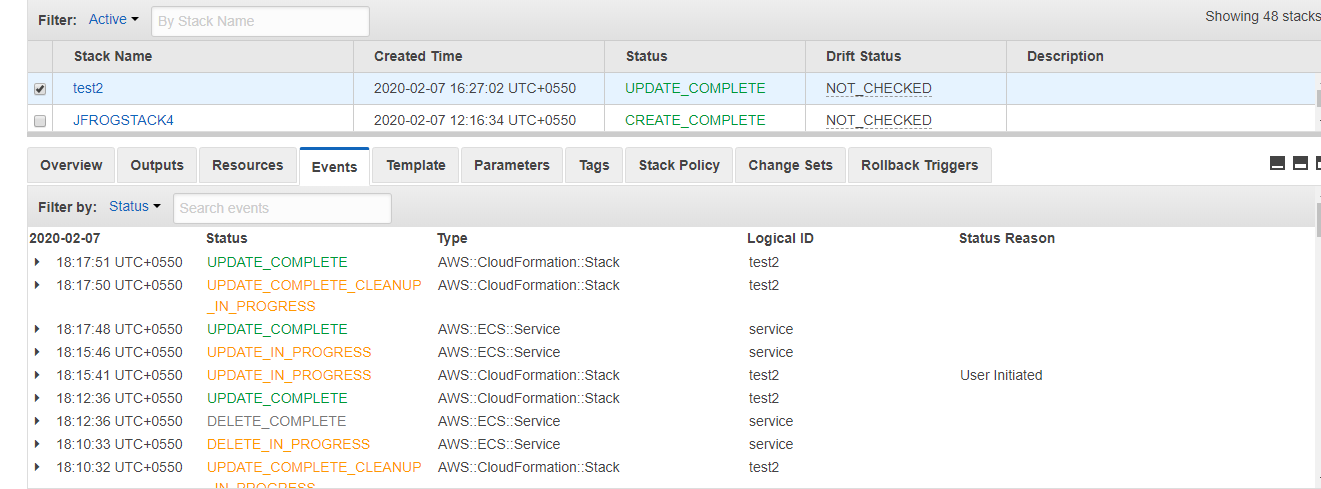 Filter: Active By Stack Name Showing 48 stacks
Stack Name Created Time Status Drift Status Description
test2 2020-02-07 16:27:02 UTC+0550 UPDATE_COMPLETE NOT_CHECKED
JFROGSTACK4 2020-02-07 12:16:34 UTC+0550 CREATE_COMPLETE NOT_CHECKED
Overview Outputs Resources Events Template Parameters Tags Stack Policy Change Sets Rollback Triggers
Filter by: Status Search events
2020-02-07 Status Type Logical ID Status Reason
18:17:51 UTC+0550 UPDATE_COMPLETE AWS::CloudFormation::Stack test2
18:17:50 UTC+0550 UPDATE_COMPLETE_CLEANUP AWS::CloudFormation::Stack test2
_IN_PROGRESS
18:17:48 UTC+0550 UPDATE_COMPLETE AWS::ECS::Service service
18:15:46 UTC+0550 UPDATE_IN_PROGRESS AWS::ECS::Service service
18:15:41 UTC+0550 UPDATE_IN_PROGRESS AWS::CloudFormation::Stack test2 User Initiated
18:12:36 UTC+0550 UPDATE_COMPLETE AWS::CloudFormation::Stack test2
18:12:36 UTC+0550 DELETE_COMPLETE AWS::ECS::Service service
18:10:33 UTC+0550 DELETE_IN_PROGRESS AWS::ECS::Service service
18:10:32 UTC+0550 UPDATE_COMPLETE_CLEANUP AWS::CloudFormation::Stack test2
_IN_PROGRESS